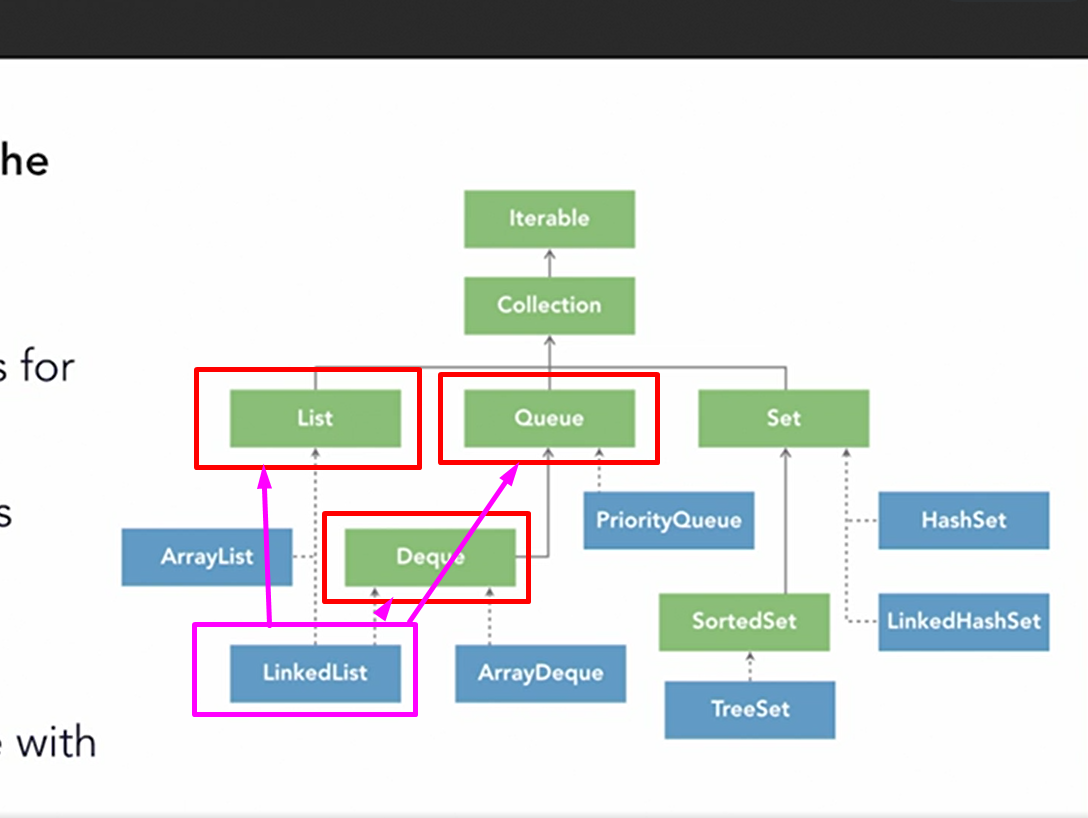 he
Iterable
Collection
s for
List
Queue
Set
s
PriorityQueue
HashSet
ArrayList
Deque
SortedSet
LinkedHashSet
LinkedList
ArrayDeque
TreeSet
with